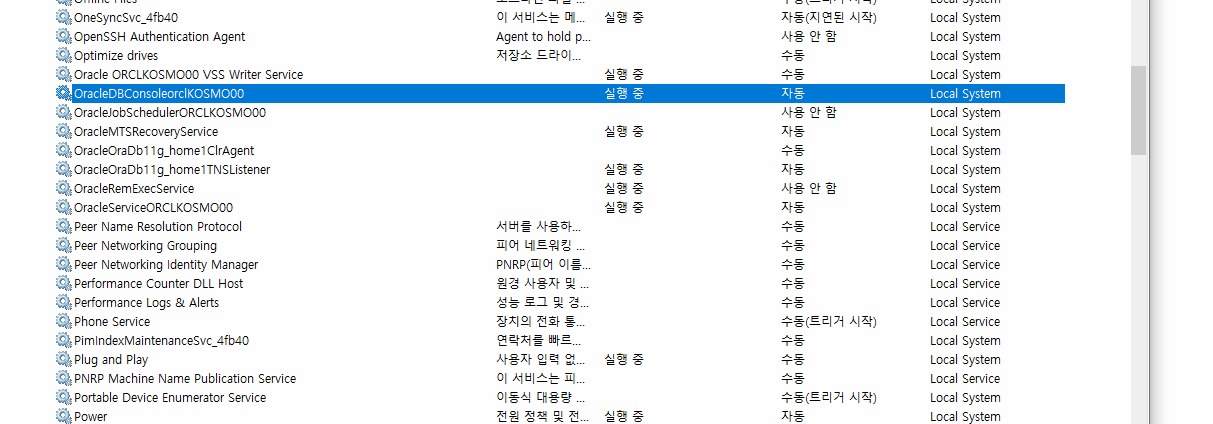 OneSyncSvc_4fb40 이 서비스는 메... 실행 중 자동(지연된 시작) Local System
OpenSSH Authentication Agent Agent to hold p... 사용 안 함 Local System
Optimize drives 저장소 드라이... 수동 Local System
Oracle ORCLKOSMO00 VSS Writer Service 실행 중 수동 Local System
OracleDBConsoleorclKOSMO00 실행 중 자동 Local System
OracleJobSchedulerORCLKOSMO00 사용 안 함 Local System
OracleMTSRecoveryService 실행 중 자동 Local System
OracleOraDb11g_home1ClrAgent 수동 Local System
OracleOraDb11g_home1TNSListener 실행 중 자동 Local System
OracleRemExecService 실행 중 사용 안 함 Local System
OracleServiceORCLKOSMO00 실행 중 자동 Local System
Peer Name Resolution Protocol 서버를 사용하... 수동 Local Service
Peer Networking Grouping 피어 네트워킹 ... 수동 Local Service
Peer Networking Identity Manager PNRP(피어 이름... 수동 Local Service
Performance Counter DLL Host 원경 사용자 및 ... 수동 Local Service
Performance Logs & Alerts 성능 로그 및 경... 수동 Local Service
Phone Service 장치의 전화 통... 수동(트리거 시작) Local Service
PimIndexMaintenanceSvc_4fb40 연락처를 빠르... 수동 Local System
Plug and Play 사용자 입력 없... 실행 중 수동 Local System
PNRP Machine Name Publication Service 이 서비스는 피... 수동 Local Service
Portable Device Enumerator Service 이동식 대용량 ... 수동(트리거 시작) Local System
Power 전원 정책 및 전... 실행 중 자동 Local System